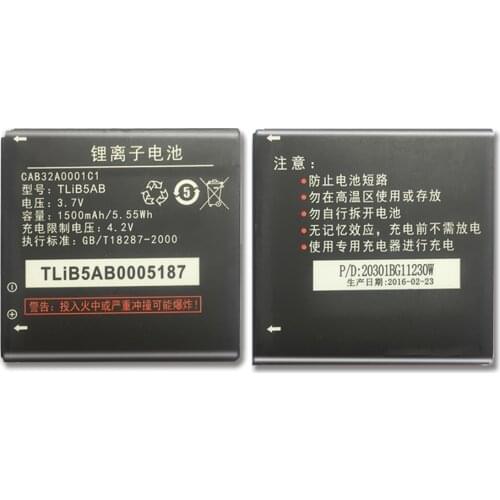 锂离子电池
CAB32A0001C1
型号: TLiB5AB
电压: 3.7V
容量: 1500mAh/5.55Wh
充电限制电压: 4.2V
执行标准: GB/T18287-2000
5
TLiB5AB0005187
警告: 投入火中或严重冲撞可能爆炸!
注意:
防止电池短路
勿在高温区使用或存放
勿自行拆开电池
无记忆效应, 充电前不需放电
使用专用充电器进行充电
P/D:20301BG11230W
生产日期:2016-02-23